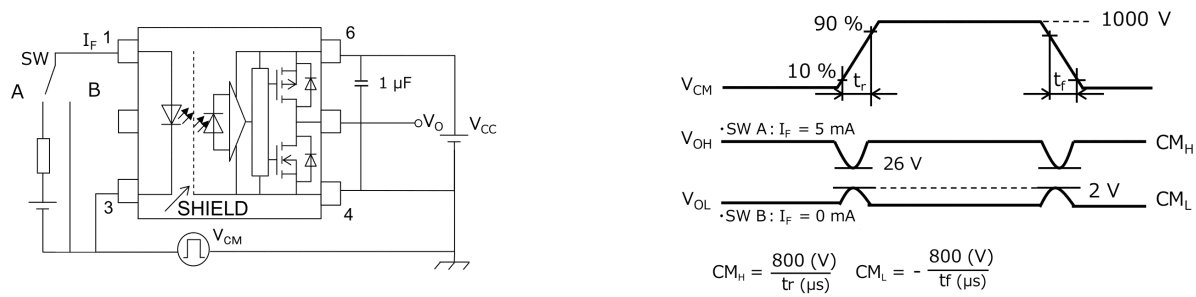 I_F 1
6
SW
A
B
1 μF
V_O
V_CC
3
SHIELD
4
V_CM
90 %
1000 V
10 %
t_r
t_f
V_CM
·SW A: I_F = 5 mA
V_OH
CM_H
26 V
2 V
V_OL
CM_L
·SW B: I_F = 0 mA
CM_H = 800 (V) / tr (μs) CM_L = - 800 (V) / tf (μs)